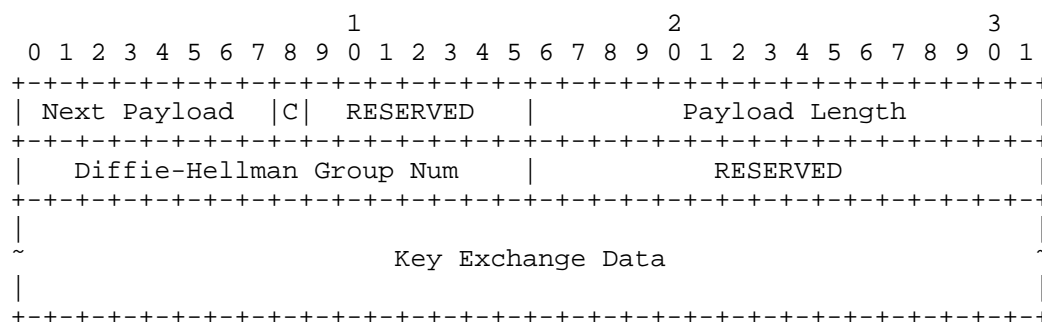 1                   2                   3
 0 1 2 3 4 5 6 7 8 9 0 1 2 3 4 5 6 7 8 9 0 1 2 3 4 5 6 7 8 9 0 1
+-+-+-+-+-+-+-+-+-+-+-+-+-+-+-+-+-+-+-+-+-+-+-+-+-+-+-+-+-+-+-+-+
| Next Payload  |C|  RESERVED   |         Payload Length        |
+-+-+-+-+-+-+-+-+-+-+-+-+-+-+-+-+-+-+-+-+-+-+-+-+-+-+-+-+-+-+-+-+
|   Diffie-Hellman Group Num    |           RESERVED            |
+-+-+-+-+-+-+-+-+-+-+-+-+-+-+-+-+-+-+-+-+-+-+-+-+-+-+-+-+-+-+-+-+
|                                                               |
~                       Key Exchange Data                       ~
|                                                               |
+-+-+-+-+-+-+-+-+-+-+-+-+-+-+-+-+-+-+-+-+-+-+-+-+-+-+-+-+-+-+-+-+